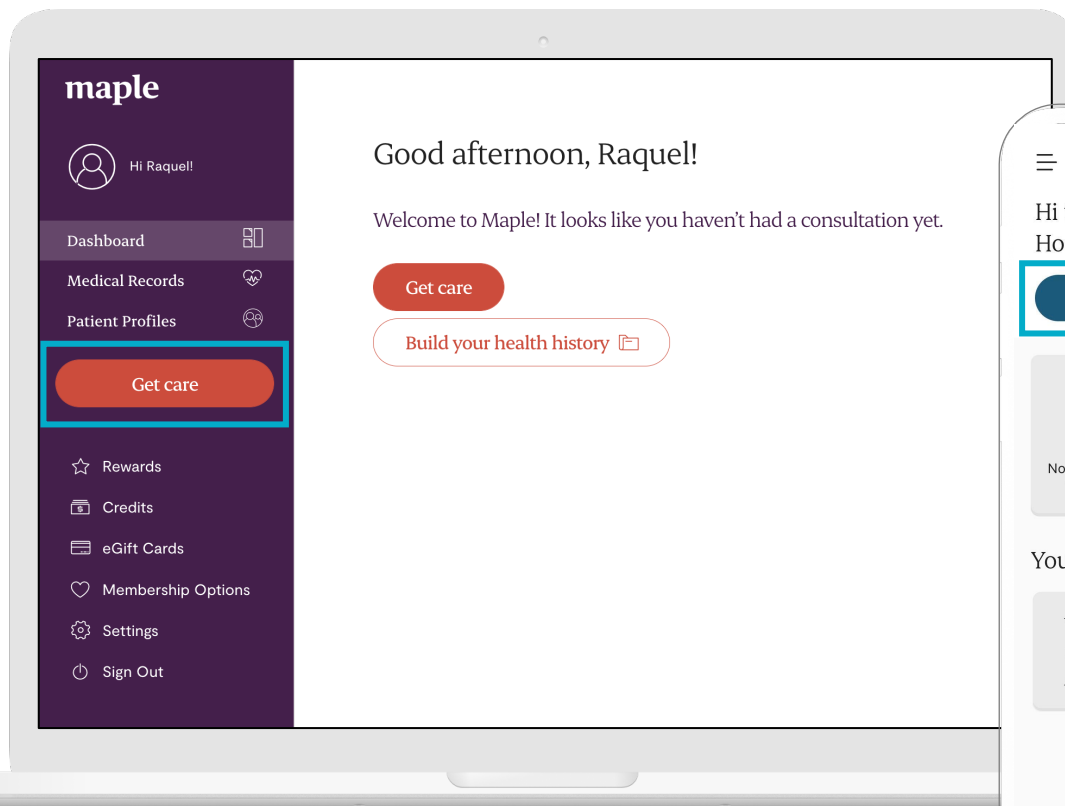 maple
Hi Raquel!
Dashboard
Medical Records
Patient Profiles
Get care
Rewards
Credits
eGift Cards
Membership Options
Settings
Sign Out
Good afternoon, Raquel!
Welcome to Maple! It looks like you haven’t had a consultation yet.
Get care
Build your health history
Hi